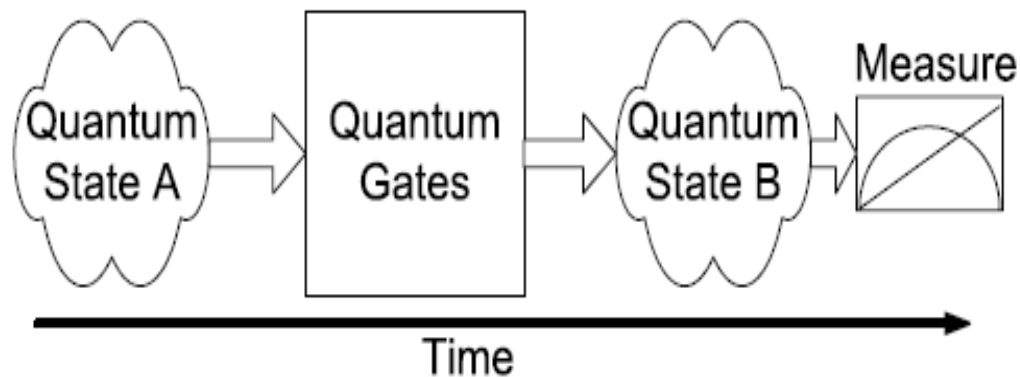 Quantum
State A
Quantum
Gates
Quantum
State B
Measure
Time